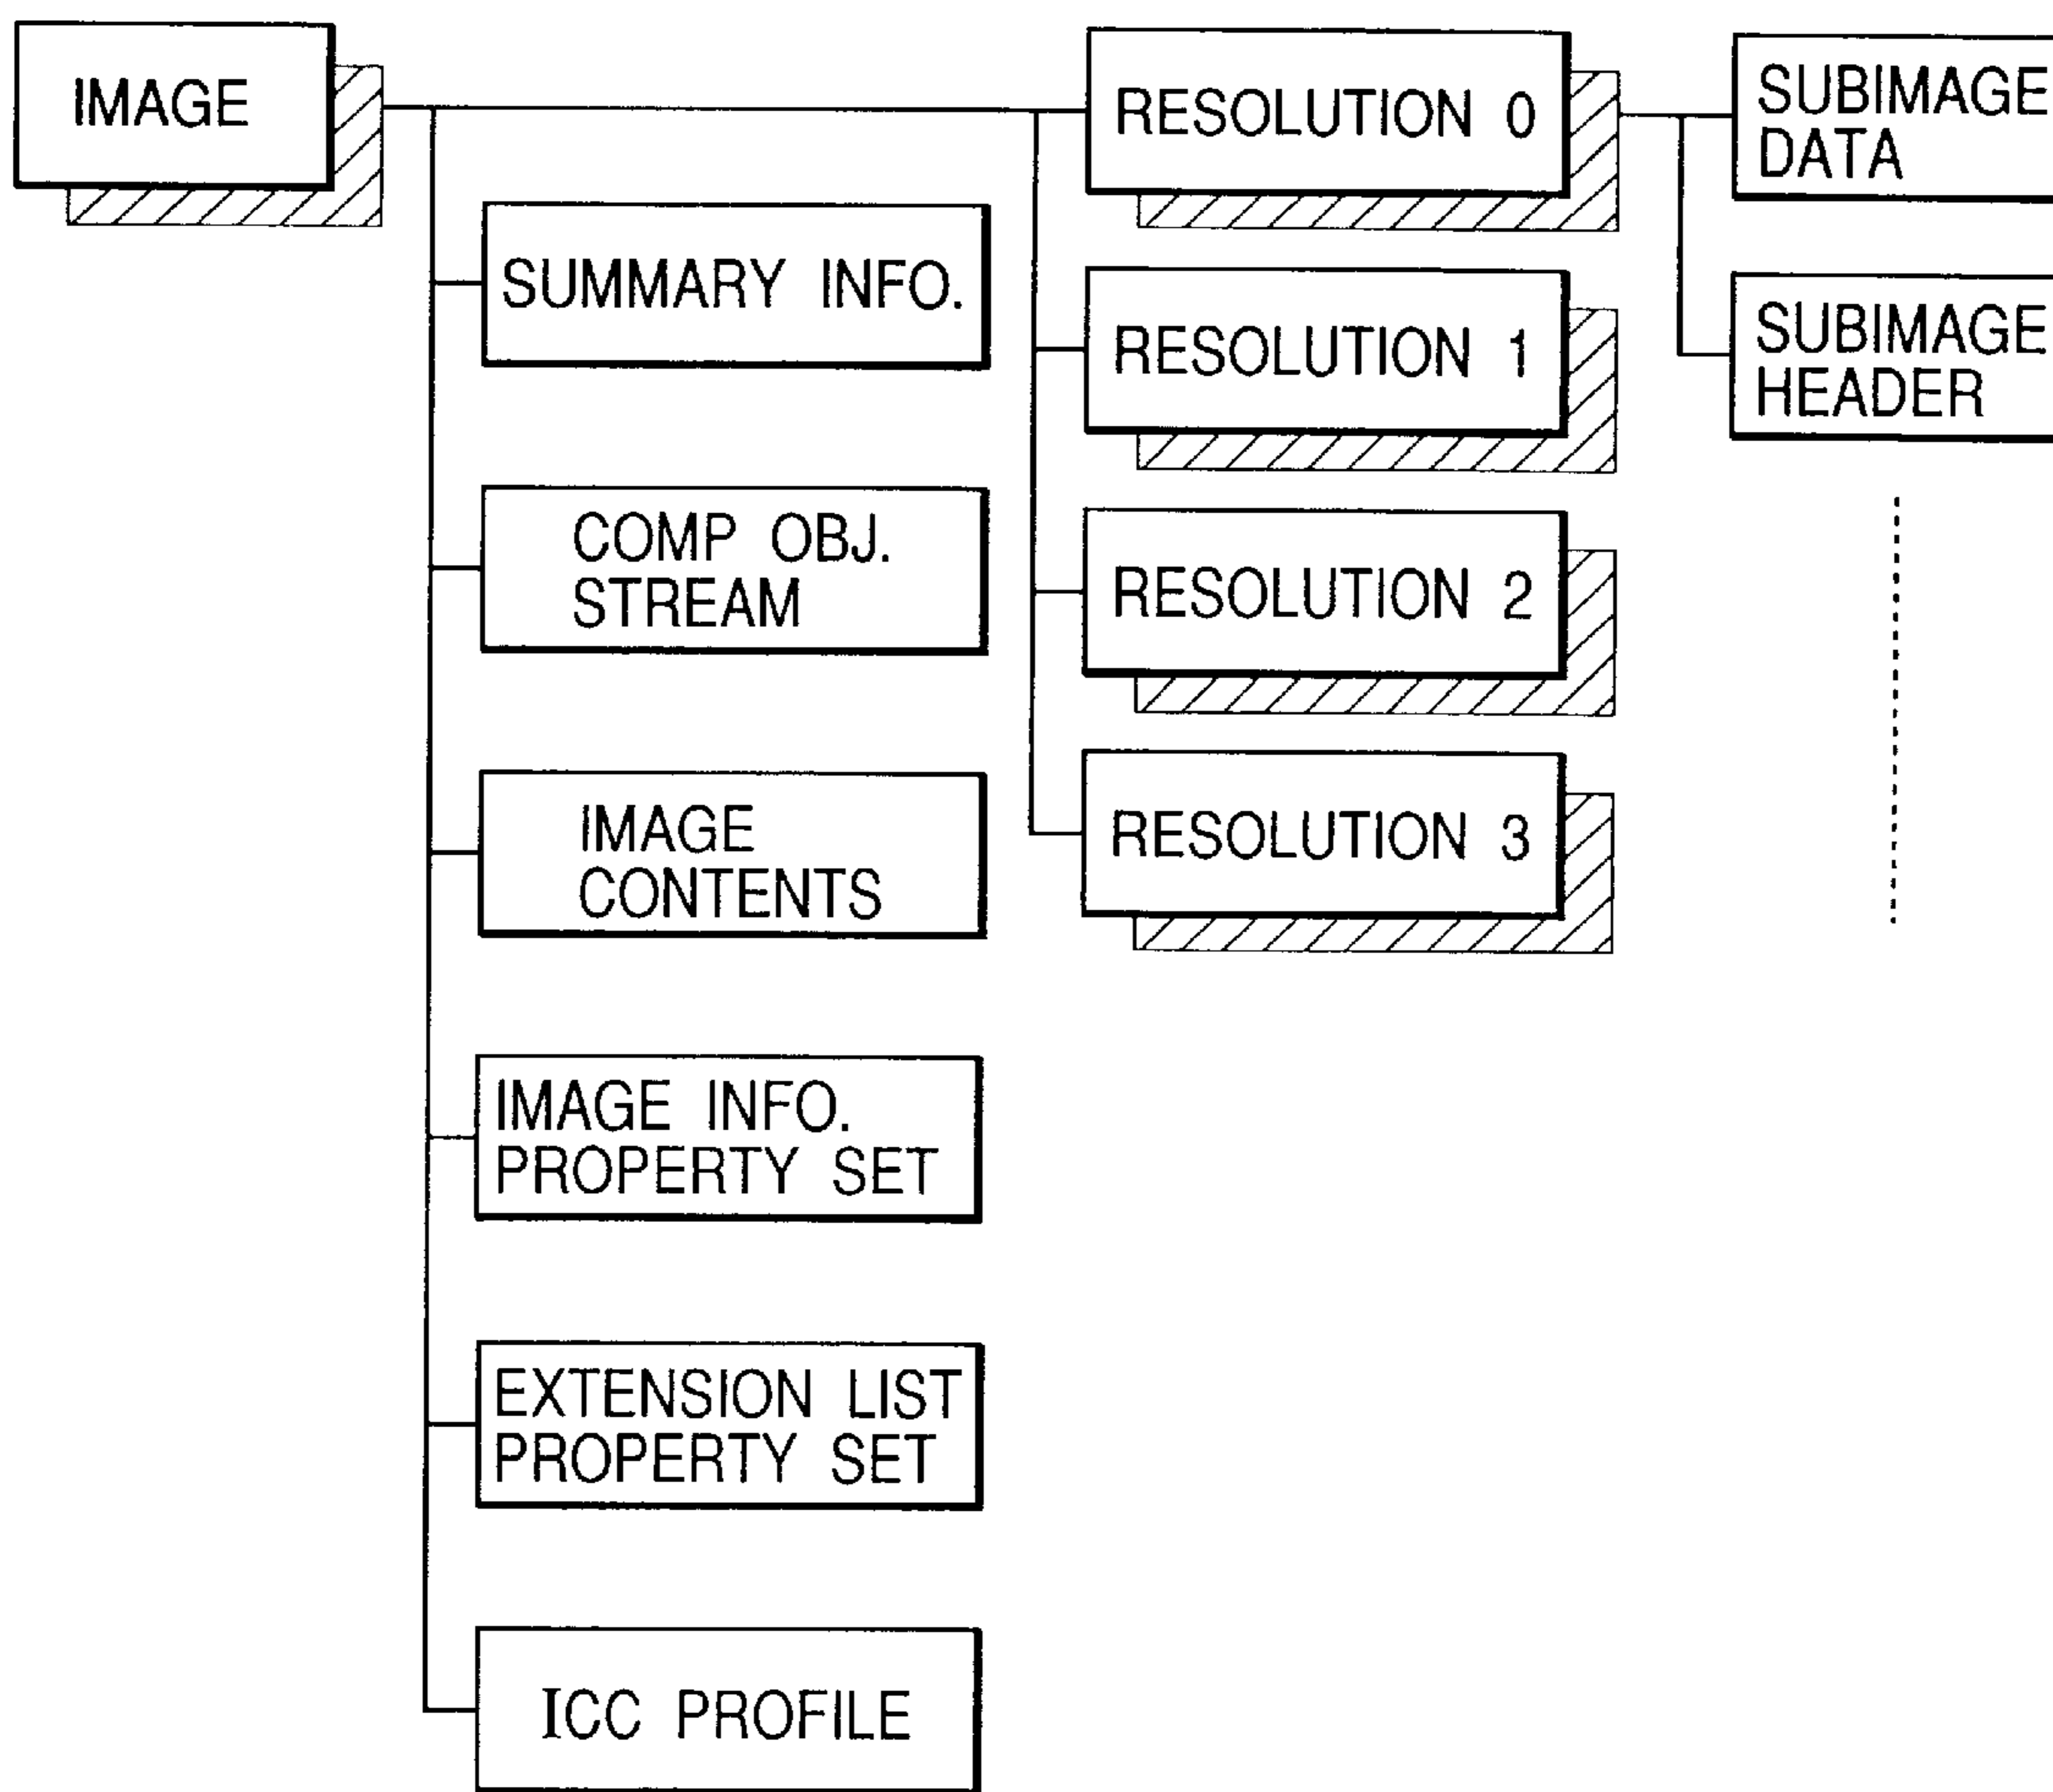 IMAGE
SUMMARY INFO.
COMP OBJ.
STREAM
IMAGE
CONTENTS
IMAGE INFO.
PROPERTY SET
EXTENSION LIST
PROPERTY SET
ICC PROFILE
RESOLUTION 0
RESOLUTION 1
RESOLUTION 2
RESOLUTION 3
SUBIMAGE
DATA
SUBIMAGE
HEADER